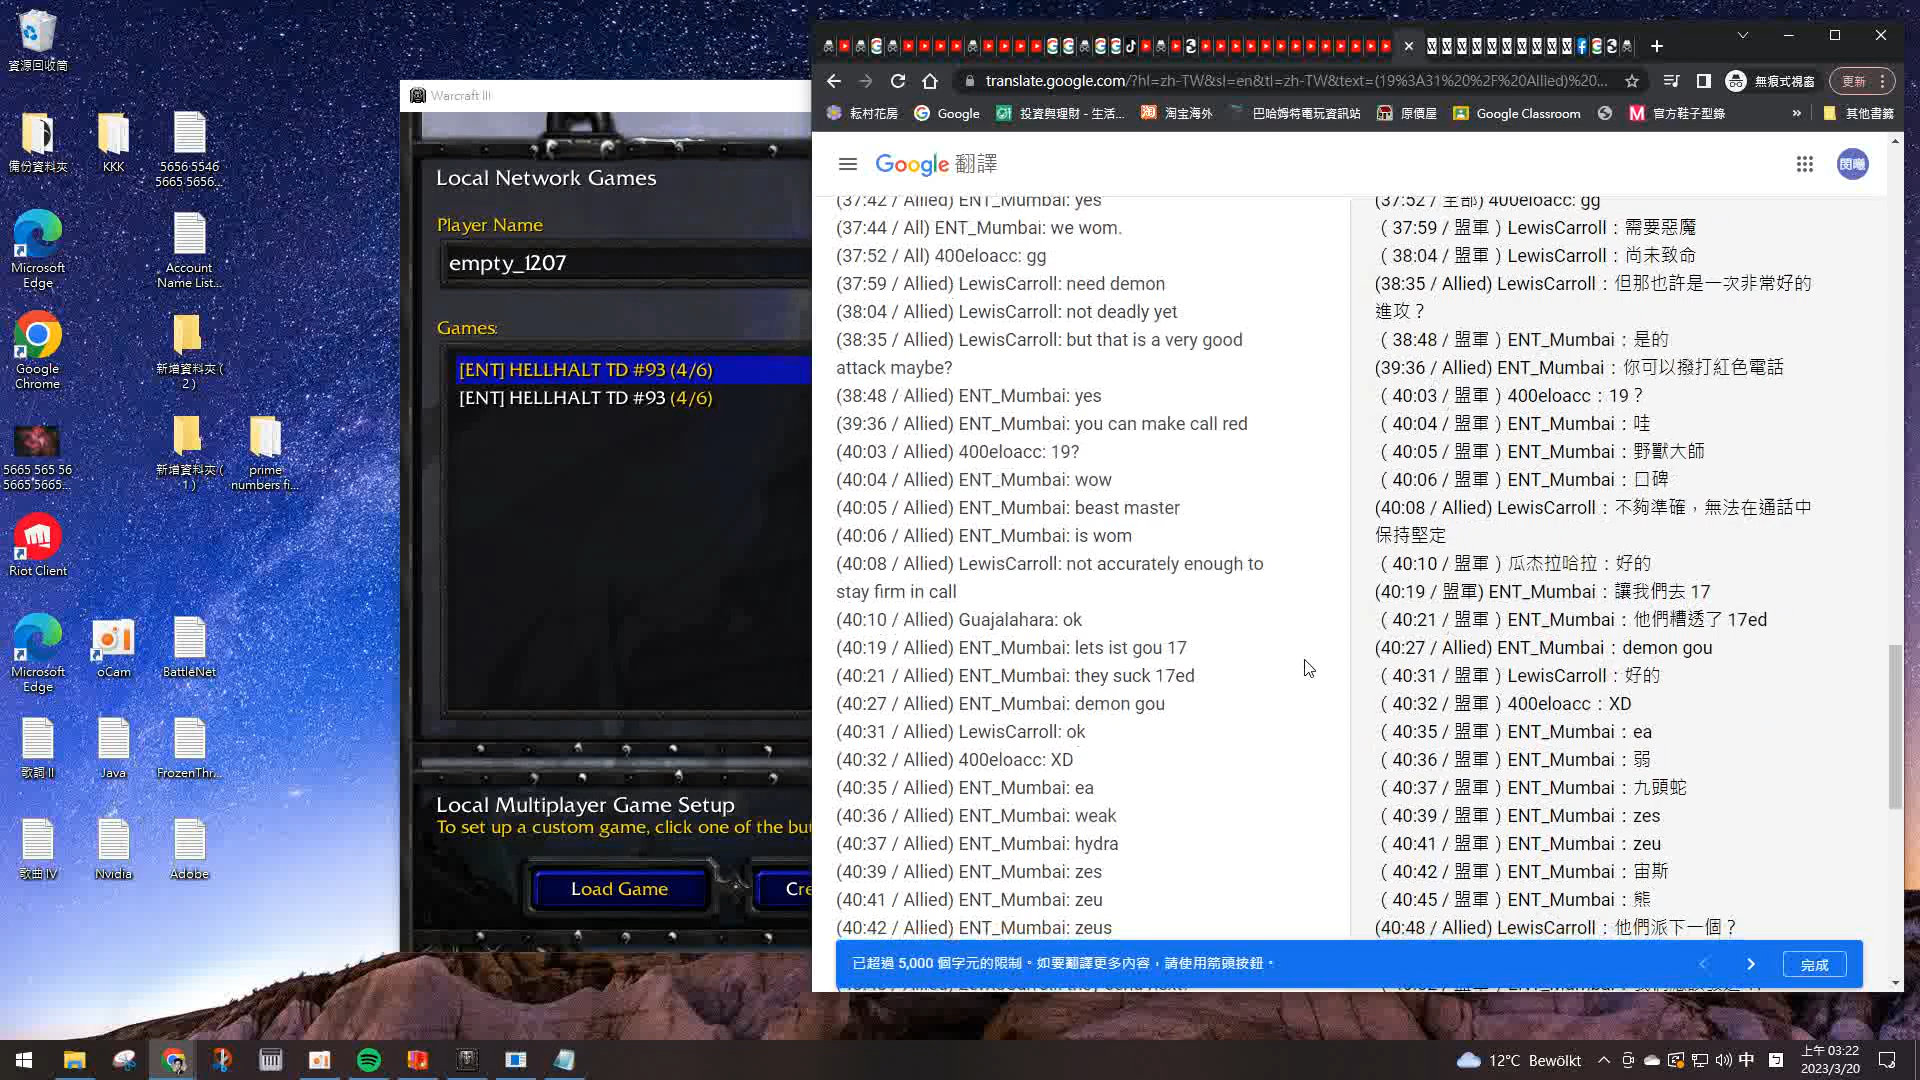 資源回收筒
備份資料夾
KKK
5656 5546
5665 5656...
Microsoft
Edge
Account
Name List...
Google
Chrome
新增資料夾 (
2 )
5665 565 56
5665 5665...
新增資料夾 (
1 )
prime
numbers fi...
Riot Client
Microsoft
Edge
oCam
BattleNet
歌詞 II
Java
FrozenThr...
歌曲 IV
Nvidia
Adobe
Warcraft III
Local Network Games
Player Name
empty_1207
Games:
[ENT] HELLHALT TD #93 (4/6)
[ENT] HELLHALT TD #93 (4/6)
Local Multiplayer Game Setup
To set up a custom game, click one of the bu
Load Game
Cre
translate.google.com/?hl=zh-TW&sl=en&tl=zh-TW&text=(19%3A31%20%2F%20Allied)%20...
無痕式視窗
更新
耘村花房
Google
投資與理財 - 生活...
淘宝海外
巴哈姆特電玩資訊站
原價屋
Google Classroom
官方鞋子型錄
»
其他書籤
Google 翻譯
閔曦
(37:42 / Allied) ENT_Mumbai: yes
(37:44 / All) ENT_Mumbai: we wom.
(37:52 / All) 400eloacc: gg
(37:59 / Allied) LewisCarroll: need demon
(38:04 / Allied) LewisCarroll: not deadly yet
(38:35 / Allied) LewisCarroll: but that is a very good
attack maybe?
(38:48 / Allied) ENT_Mumbai: yes
(39:36 / Allied) ENT_Mumbai: you can make call red
(40:03 / Allied) 400eloacc: 19?
(40:04 / Allied) ENT_Mumbai: wow
(40:05 / Allied) ENT_Mumbai: beast master
(40:06 / Allied) ENT_Mumbai: is wom
(40:08 / Allied) LewisCarroll: not accurately enough to
stay firm in call
(40:10 / Allied) Guajalahara: ok
(40:19 / Allied) ENT_Mumbai: lets ist gou 17
(40:21 / Allied) ENT_Mumbai: they suck 17ed
(40:27 / Allied) ENT_Mumbai: demon gou
(40:31 / Allied) LewisCarroll: ok
(40:32 / Allied) 400eloacc: XD
(40:35 / Allied) ENT_Mumbai: ea
(40:36 / Allied) ENT_Mumbai: weak
(40:37 / Allied) ENT_Mumbai: hydra
(40:39 / Allied) ENT_Mumbai: zes
(40:41 / Allied) ENT_Mumbai: zeu
(40:42 / Allied) ENT_Mumbai: zeus
(37:52 / 全部) 400eloacc: gg
（37:59 / 盟軍）LewisCarroll：需要惡魔
（38:04 / 盟軍）LewisCarroll：尚未致命
(38:35 / Allied) LewisCarroll：但那也許是一次非常好的
進攻？
（38:48 / 盟軍）ENT_Mumbai：是的
(39:36 / Allied) ENT_Mumbai：你可以撥打紅色電話
（40:03 / 盟軍）400eloacc：19？
（40:04 / 盟軍）ENT_Mumbai：哇
（40:05 / 盟軍）ENT_Mumbai：野獸大師
（40:06 / 盟軍）ENT_Mumbai：口碑
(40:08 / Allied) LewisCarroll：不夠準確，無法在通話中
保持堅定
（40:10 / 盟軍）瓜杰拉哈拉：好的
(40:19 / 盟軍) ENT_Mumbai：讓我們去 17
（40:21 / 盟軍）ENT_Mumbai：他們糟透了 17ed
(40:27 / Allied) ENT_Mumbai：demon gou
（40:31 / 盟軍）LewisCarroll：好的
（40:32 / 盟軍）400eloacc：XD
（40:35 / 盟軍）ENT_Mumbai：ea
（40:36 / 盟軍）ENT_Mumbai：弱
（40:37 / 盟軍）ENT_Mumbai：九頭蛇
（40:39 / 盟軍）ENT_Mumbai：zes
（40:41 / 盟軍）ENT_Mumbai：zeu
（40:42 / 盟軍）ENT_Mumbai：宙斯
（40:45 / 盟軍）ENT_Mumbai：熊
(40:48 / Allied) LewisCarroll：他們派下一個？
已超過 5,000 個字元的限制。如要翻譯更多內容，請使用箭頭按鈕。
完成
12°C Bewölkt
中
上午 03:22
2023/3/20